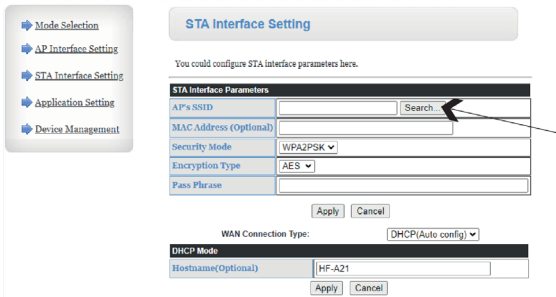 Mode Selection
AP Interface Setting
STA Interface Setting
Application Setting
Device Management
STA Interface Setting
You could configure STA interface parameters here.
STA Interface Parameters
AP's SSID Search...
MAC Address (Optional)
Security Mode WPA2PSK
Encryption Type AES
Pass Phrase
Apply Cancel
WAN Connection Type: DHCP(Auto config)
DHCP Mode
Hostname(Optional) HF-A21
Apply Cancel